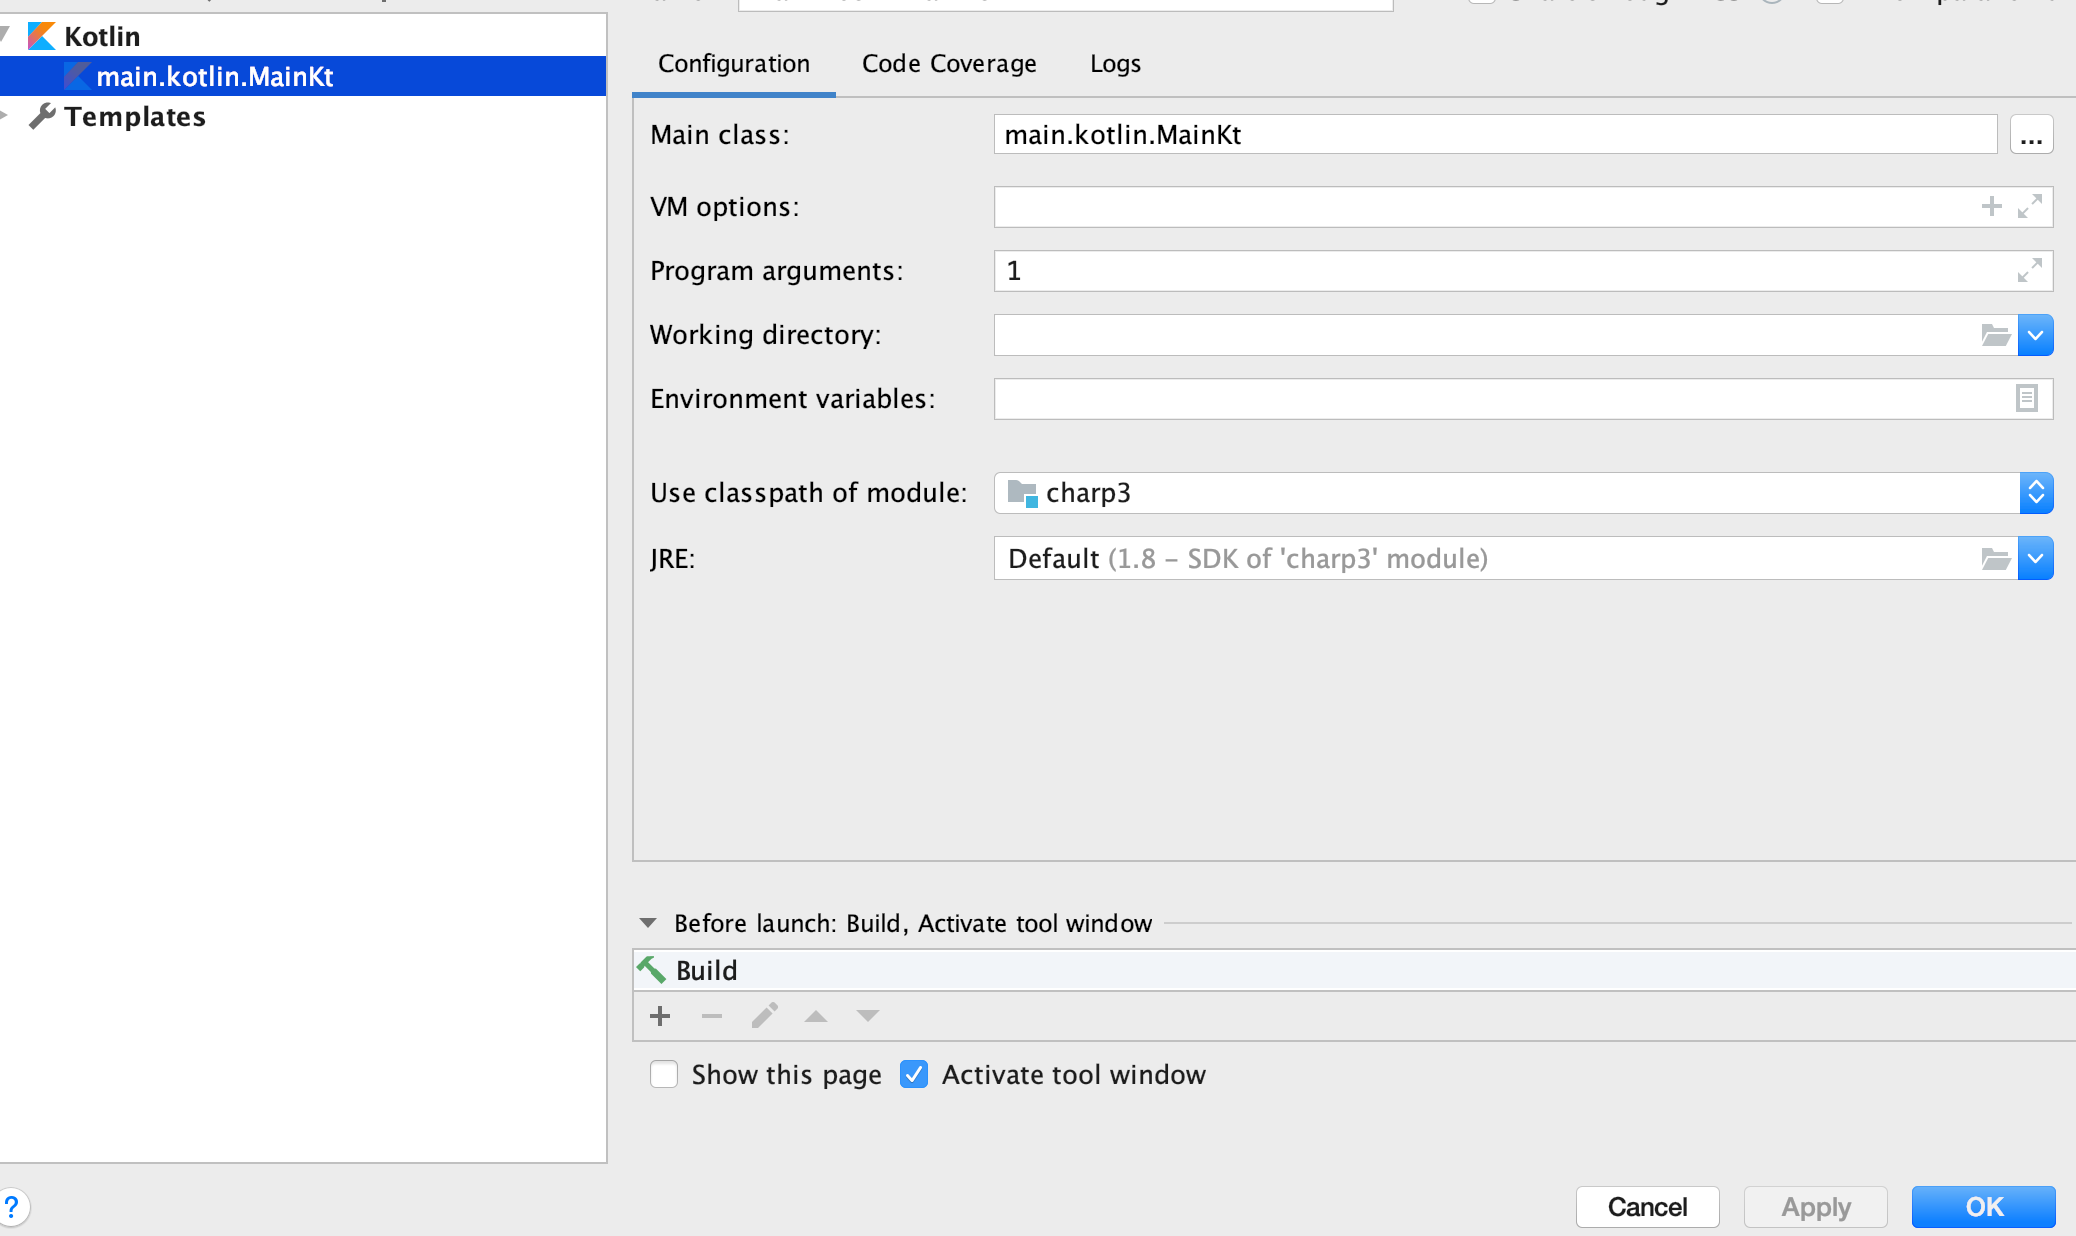 Kotlin
main.kotlin.MainKt
Templates
Configuration Code Coverage Logs
Main class: main.kotlin.MainKt ...
VM options:
Program arguments: 1
Working directory:
Environment variables:
Use classpath of module: charp3
JRE: Default (1.8 – SDK of 'charp3' module)
Before launch: Build, Activate tool window
Build
Show this page Activate tool window
? Cancel Apply OK